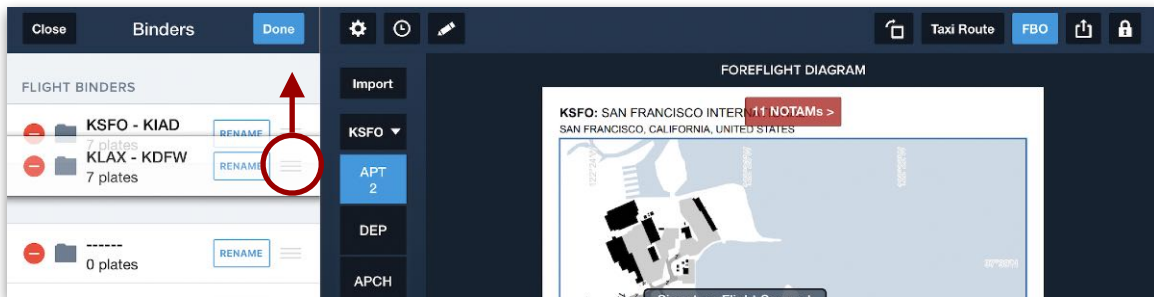 Close
Binders
Done
FLIGHT BINDERS
KSFO - KIAD
7 plates
RENAME
KLAX - KDFW
7 plates
RENAME
------
0 plates
RENAME
Import
KSFO ▼
APT
2
DEP
APCH
Taxi Route
FBO
FOREFLIGHT DIAGRAM
KSFO: SAN FRANCISCO INTERN
11 NOTAMs >
SAN FRANCISCO, CALIFORNIA, UNITED STATES